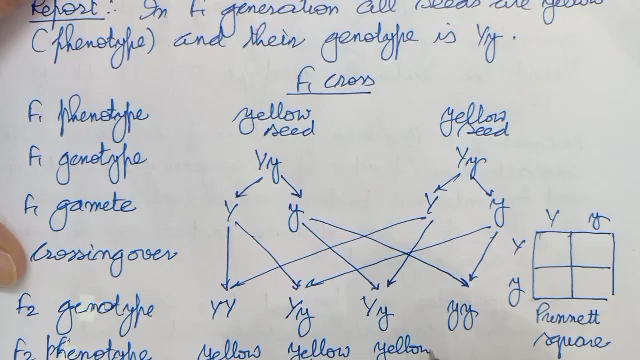 Report:- In F1 generation all seeds are yellow
(phenotype) and their genotype is Yy.
F1 cross
F1 phenotype yellow seed yellow seed
F1 genotype Yy Yy
F1 gamete Y y Y y
Y y
Crossing over Y
y
F2 genotype YY Yy Yy yy
Punnett square
F2 phenotype yellow yellow yellow